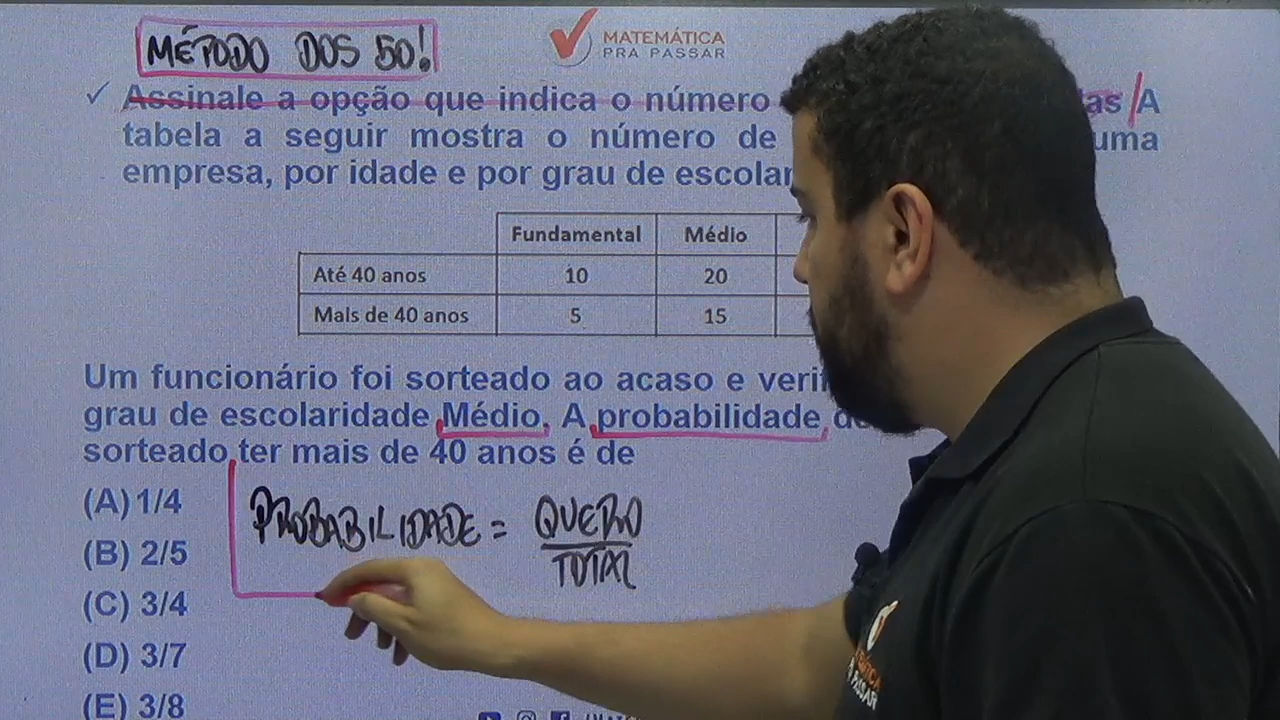 MÉTODO DOS 50!
MATEMÁTICA
PRA PASSAR
✓ Assinale a opção que indica o número as A
tabela a seguir mostra o número de uma
empresa, por idade e por grau de escolar
Fundamental Médio
Até 40 anos 10 20
Mais de 40 anos 5 15
Um funcionário foi sorteado ao acaso e veri
grau de escolaridade Médio. A probabilidade
sorteado ter mais de 40 anos é de
(A) 1/4
PROBABILIDADE = QUERO
TOTAL
(B) 2/5
(C) 3/4
(D) 3/7
(E) 3/8